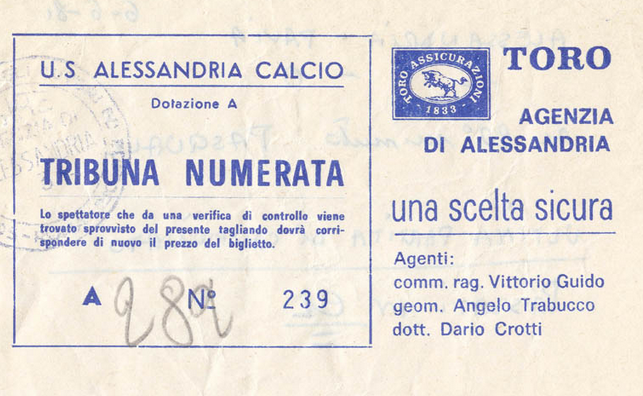 U.S ALESSANDRIA CALCIO
Dotazione A
TRIBUNA NUMERATA
Lo spettatore che da una verifica di controllo viene
trovato sprovvisto del presente tagliando dovrà corri-
spondere di nuovo il prezzo del biglietto.
A Nº 239
282
TORO ASSICURAZIONI
· 1833 ·
TORO
AGENZIA
DI ALESSANDRIA
una scelta sicura
Agenti:
comm. rag. Vittorio Guido
geom. Angelo Trabucco
dott. Dario Crotti